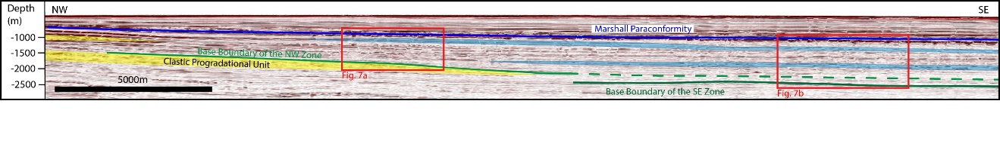 Depth
(m)
NW
SE
-1000
-1500
-2000
-2500
Marshall Paraconformity
Base Boundary of the NW Zone
Clastic Progradational Unit
5000m
Fig. 7a
Base Boundary of the SE Zone
Fig. 7b